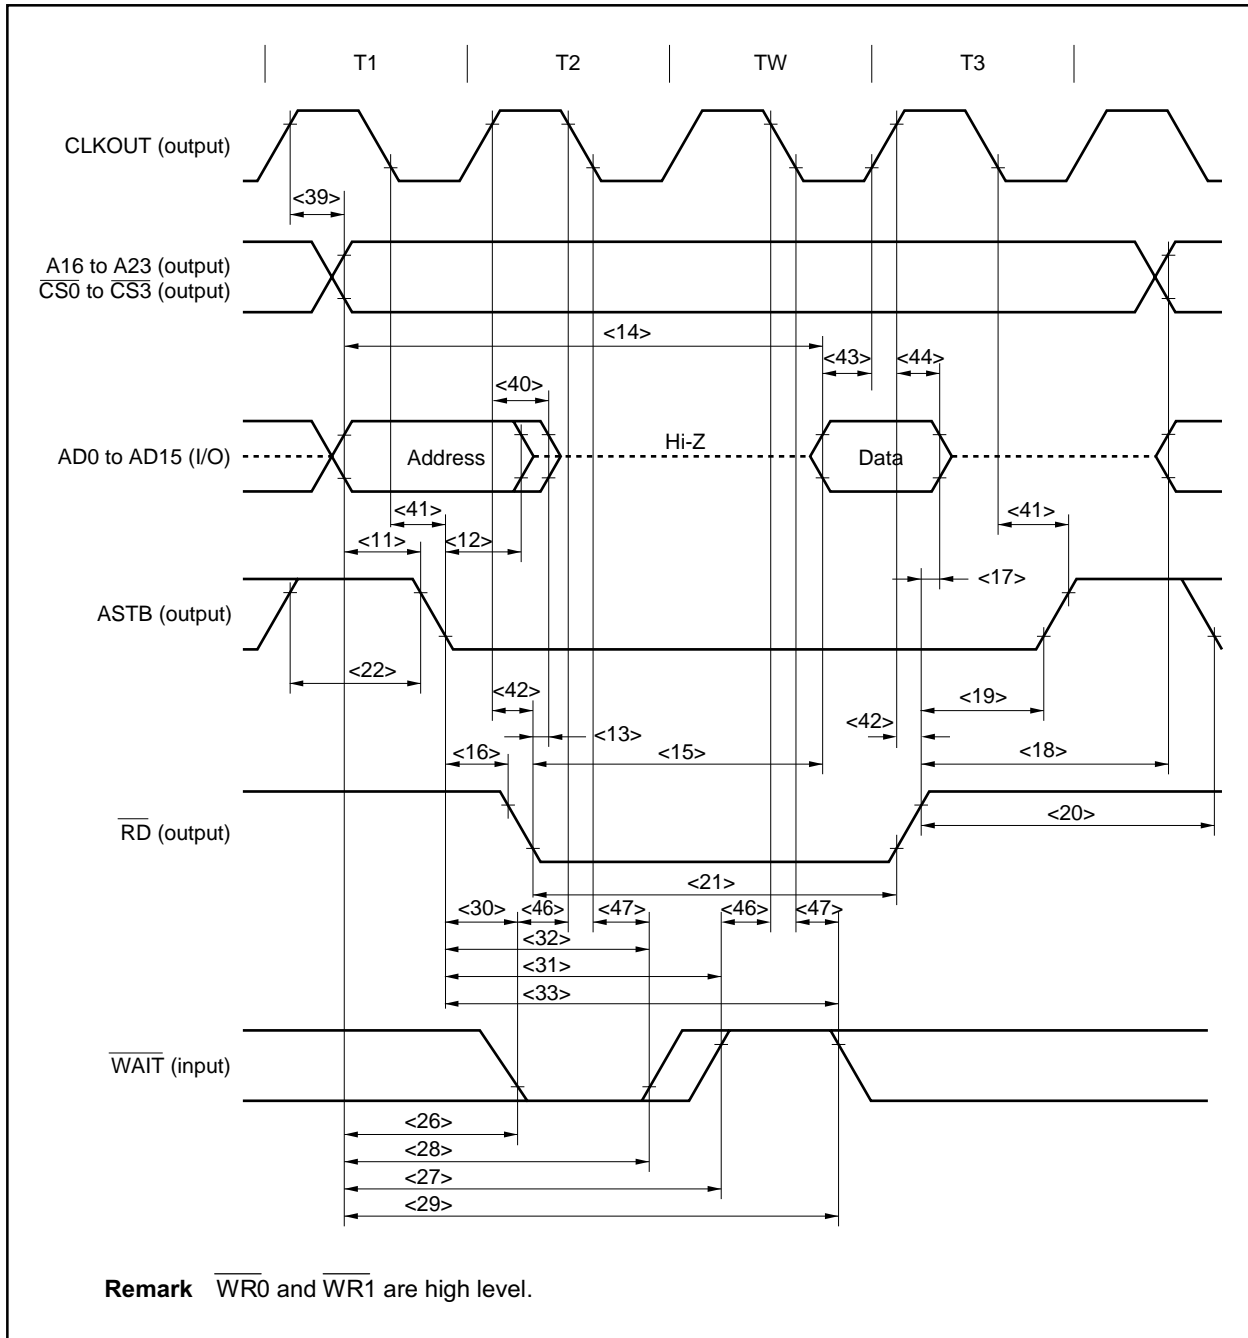 T1 T2 TW T3
CLKOUT (output)
<39>
A16 to A23 (output)
CS0 to CS3 (output)
<14>
<43> <44>
<40>
AD0 to AD15 (I/O) Address Hi-Z Data
<41> <41>
<11> <12>
<17>
ASTB (output)
<22> <42> <19>
<42>
<13>
<16> <15> <18>
<20>
RD (output)
<21>
<30> <46> <47> <46> <47>
<32>
<31>
<33>
WAIT (input)
<26>
<28>
<27>
<29>
Remark WR0 and WR1 are high level.